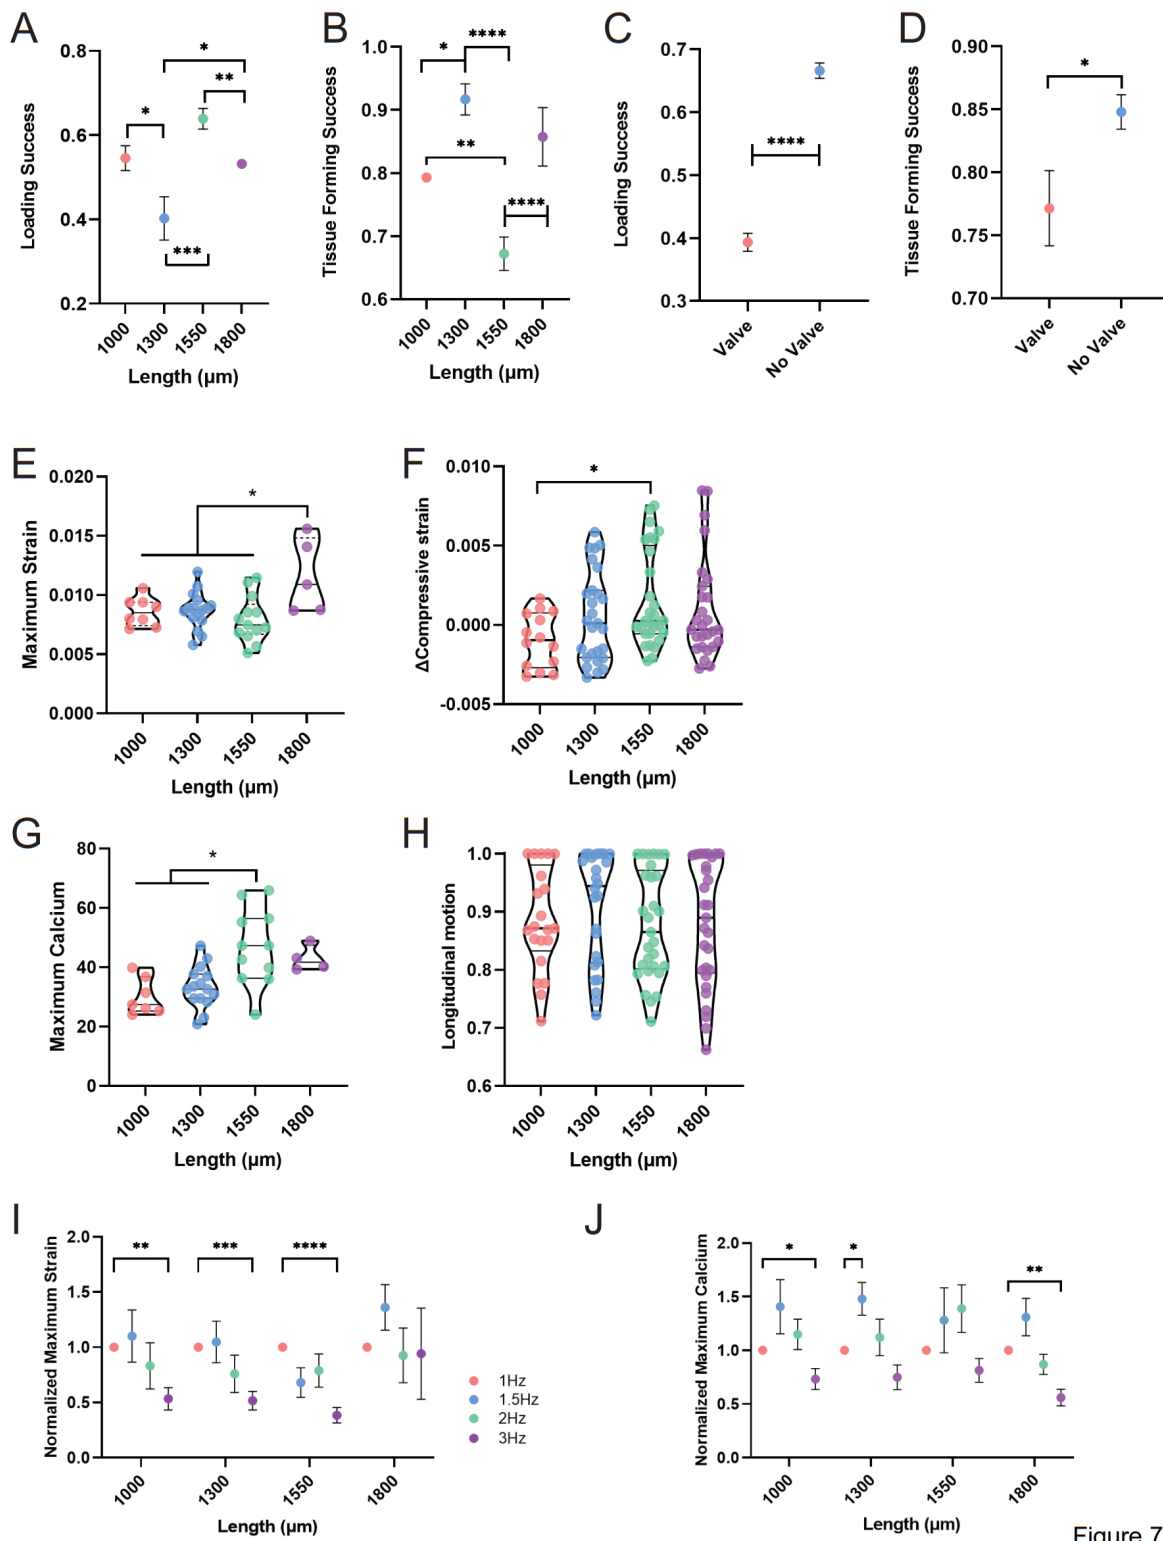 A
Loading Success
0.8
0.6
0.4
0.2
*
**
*
***
1000
1300
1550
1800
Length (µm)
B
Tissue Forming Success
1.0
0.9
0.8
0.7
0.6
****
*
**
****
1000
1300
1550
1800
Length (µm)
C
Loading Success
0.7
0.6
0.5
0.4
0.3
****
Valve
No Valve
D
Tissue Forming Success
0.90
0.85
0.80
0.75
0.70
*
Valve
No Valve
E
Maximum Strain
0.020
0.015
0.010
0.005
0.000
*
1000
1300
1550
1800
Length (µm)
F
ΔCompressive strain
0.010
0.005
0.000
-0.005
*
1000
1300
1550
1800
Length (µm)
G
Maximum Calcium
80
60
40
20
0
*
1000
1300
1550
1800
Length (µm)
H
Longitudinal motion
1.0
0.9
0.8
0.7
0.6
1000
1300
1550
1800
Length (µm)
I
Normalized Maximum Strain
2.0
1.5
1.0
0.5
0.0
**
***
****
1000
1300
1550
1800
Length (µm)
1Hz
1.5Hz
2Hz
3Hz
J
Normalized Maximum Calcium
2.0
1.5
1.0
0.5
0.0
*
*
**
1000
1300
1550
1800
Length (µm)
Figure 7